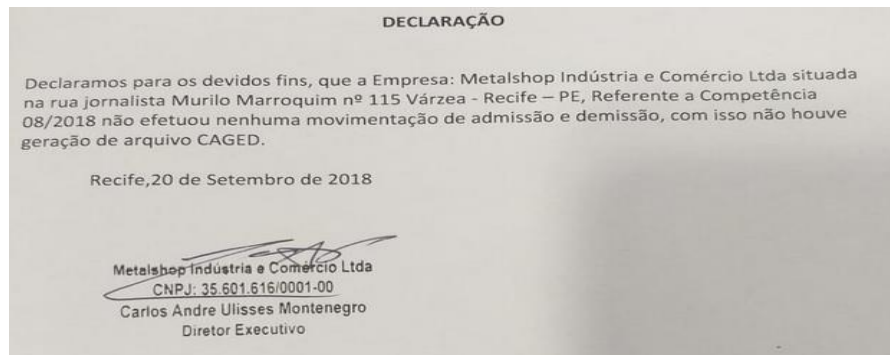 DECLARAÇÃO
Declaramos para os devidos fins, que a Empresa: Metalshop Indústria e Comércio Ltda situada
na rua jornalista Murilo Marroquim nº 115 Várzea - Recife – PE, Referente a Competência
08/2018 não efetuou nenhuma movimentação de admissão e demissão, com isso não houve
geração de arquivo CAGED.
Recife,20 de Setembro de 2018
Metalshop Indústria e Comércio Ltda
CNPJ: 35.601.616/0001-00
Carlos Andre Ulisses Montenegro
Diretor Executivo